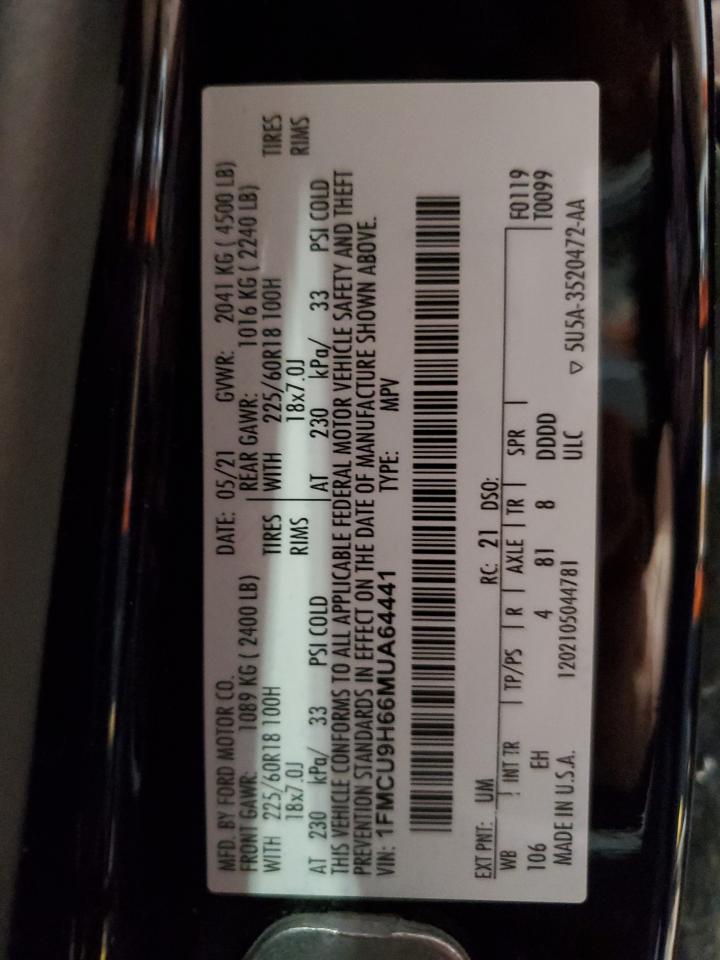 MFD. BY FORD MOTOR CO. DATE: 05/21 GVWR: 2041 KG ( 4500 LB)
FRONT GAWR: 1089 KG ( 2400 LB) REAR GAWR: 1016 KG ( 2240 LB)
WITH 225/60R18 100H TIRES WITH 225/60R18 100H TIRES
18x7.0J RIMS 18x7.0J RIMS
AT 230 kPa/ 33 PSI COLD AT 230 kPa/ 33 PSI COLD
THIS VEHICLE CONFORMS TO ALL APPLICABLE FEDERAL MOTOR VEHICLE SAFETY AND THEFT
PREVENTION STANDARDS IN EFFECT ON THE DATE OF MANUFACTURE SHOWN ABOVE.
VIN: 1FMCU9H66MUA64441 TYPE: MPV
EXT PNT: UM RC: 21 DSO:
WB INT TR TP/PS R AXLE TR SPR F0119
106 EH 4 81 8 DDDD T0099
MADE IN U.S.A. 1202105044781 ULC ▽ 5U5A-3520472-AA